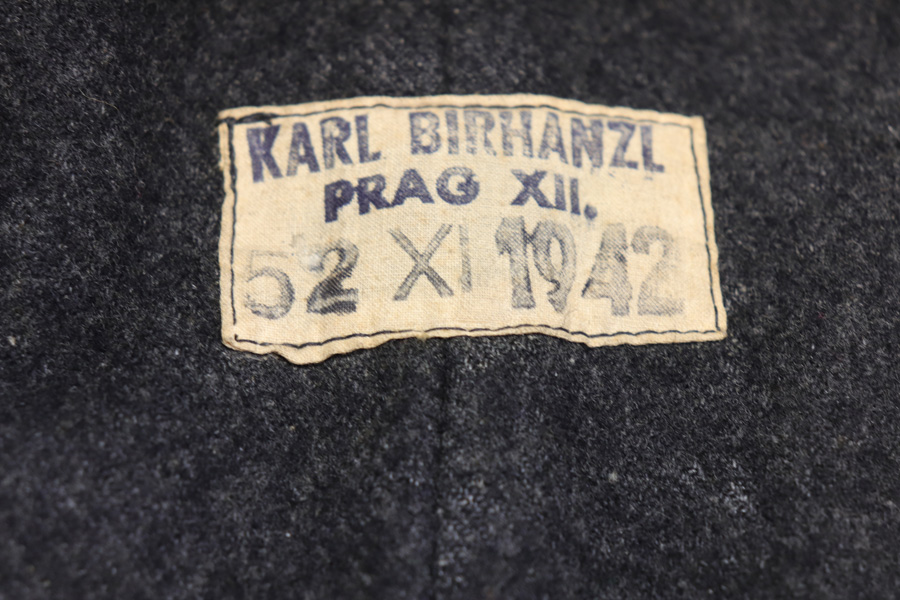 KARL BIRHANZL
PRAG XII.
52 XI 1942